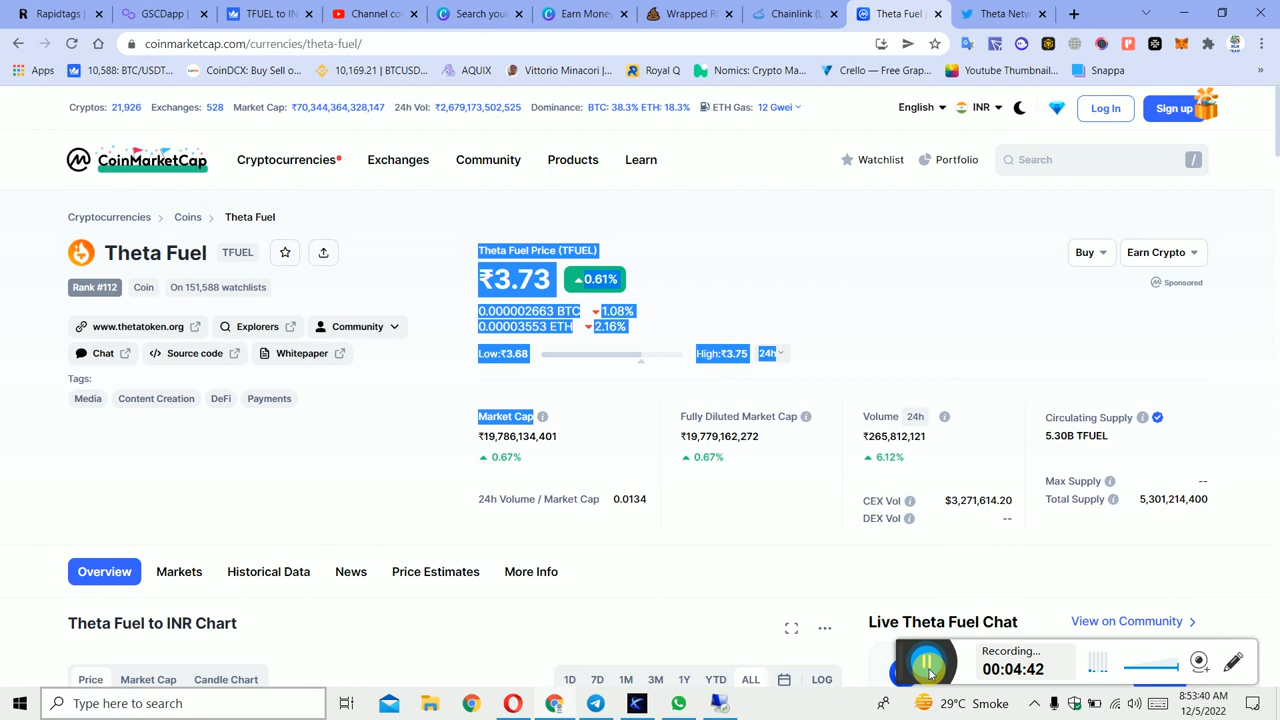 Rapidtags | G
GSCDart
TFUEL to IN
Channel co
Search you
Earn Money
Wrapped R
Chainlink (L
Theta Fuel p
Theta Netw
coinmarketcap.com/currencies/theta-fuel/
Apps
10,588: BTC/USDT...
CoinDCX Buy Sell o...
10,169.21 | BTCUSD...
AQUIX
Vittorio Minacori |...
Royal Q
Nomics: Crypto Ma...
Crello — Free Grap...
Youtube Thumbnail...
Snappa
»
Cryptos: 21,926 Exchanges: 528 Market Cap: ₹70,344,364,328,147 24h Vol: ₹2,679,173,502,525 Dominance: BTC: 38.3% ETH: 18.3% ETH Gas: 12 Gwei
English INR Log In Sign up
CoinMarketCap
Cryptocurrencies Exchanges Community Products Learn
Watchlist Portfolio Search /
Cryptocurrencies > Coins > Theta Fuel
Theta Fuel TFUEL
Rank #112 Coin On 151,588 watchlists
www.thetatoken.org Explorers Community
Chat Source code Whitepaper
Tags:
Media Content Creation DeFi Payments
Theta Fuel Price (TFUEL)
₹3.73 0.61%
0.000002663 BTC 1.08%
0.00003553 ETH 2.16%
Low:₹3.68 High:₹3.75 24h
Buy Earn Crypto
Sponsored
Market Cap
₹19,786,134,401
0.67%
24h Volume / Market Cap 0.0134
Fully Diluted Market Cap
₹19,779,162,272
0.67%
Volume 24h
₹265,812,121
6.12%
CEX Vol $3,271,614.20
DEX Vol --
Circulating Supply
5.30B TFUEL
Max Supply --
Total Supply 5,301,214,400
Overview Markets Historical Data News Price Estimates More Info
Theta Fuel to INR Chart
Live Theta Fuel Chat View on Community
Price Market Cap Candle Chart
1D 7D 1M 3M 1Y YTD ALL LOG
Recording...
00:04:42
Type here to search
29°C Smoke
8:53:40 AM
12/5/2022